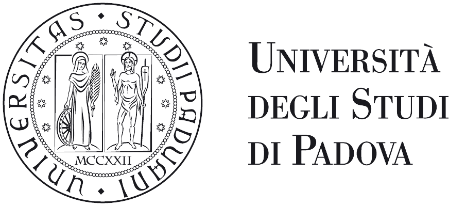 UNIVERSITAS STUDII PADUANI
MCCXXII
UNIVERSITÀ
DEGLI STUDI
DI PADOVA